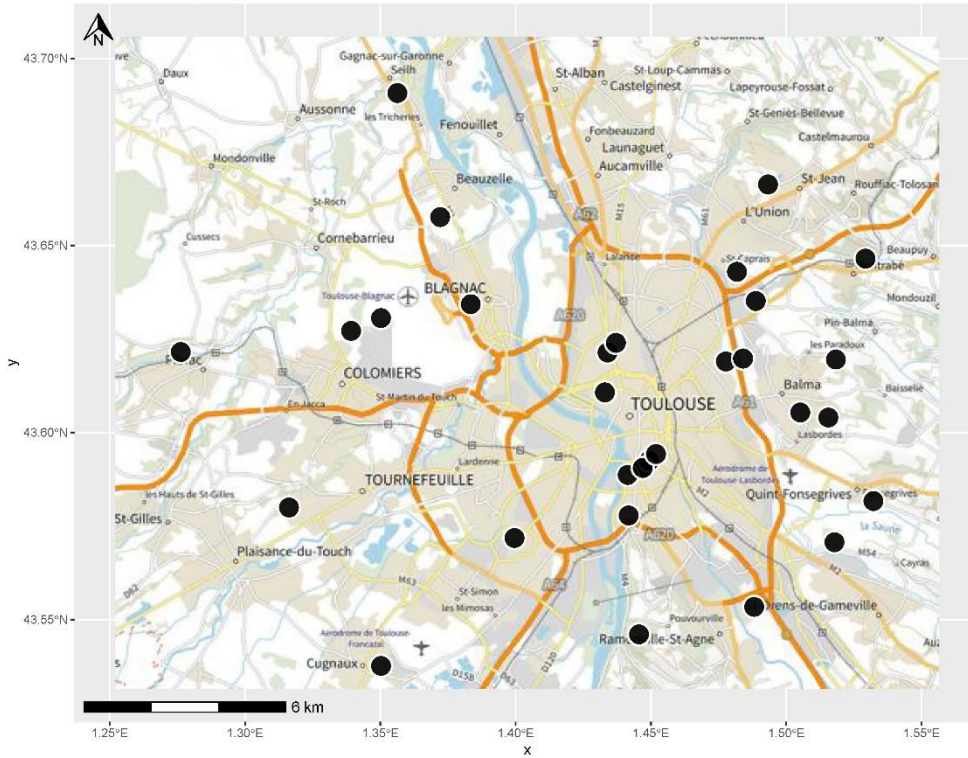 N
43.70°N
43.65°N
43.60°N
43.55°N
y
Gagnac-sur-Garonne
Seilh
Daux
Aussonne
les Tricheries
Fenouillet
St-Alban
St-Loup-Cammas
Castelginest
Lapeyrouse-Fossat
St-Geniès-Bellevue
Fonbeauzard
Launaguet
Castelmaurou
Aucamville
Mondonville
Beauzelle
St-Jean
Rouffiac-Tolosan
St-Roch
M15
M61
L'Union
A62
Cussecs
Cornebarrieu
Lalande
St-Caprais
Beaupuy
Toulouse-Blagnac
BLAGNAC
A620
Mondouzil
Pin-Balma
les Paradoux
COLOMIERS
Balma
St-Martin-du-Touch
Baisselié
En Jacca
TOULOUSE
A61
Lasbordes
Lardenne
Aérodrome de
Toulouse-Lasbordes
TOURNEFEUILLE
M2
Quint-Fonsegrives
les Hauts de St-Gilles
St-Gilles
la Saune
A620
Plaisance-du-Touch
M54
Cayras
M2
D82
M63
A64
M4
St-Simon
les Mimosas
Pouvourville
Aérodrome de Toulouse-
Francazal
Cugnaux
D15B
D63
D120
6 km
1.25°E
1.30°E
1.35°E
1.40°E
1.45°E
1.50°E
1.55°E
x